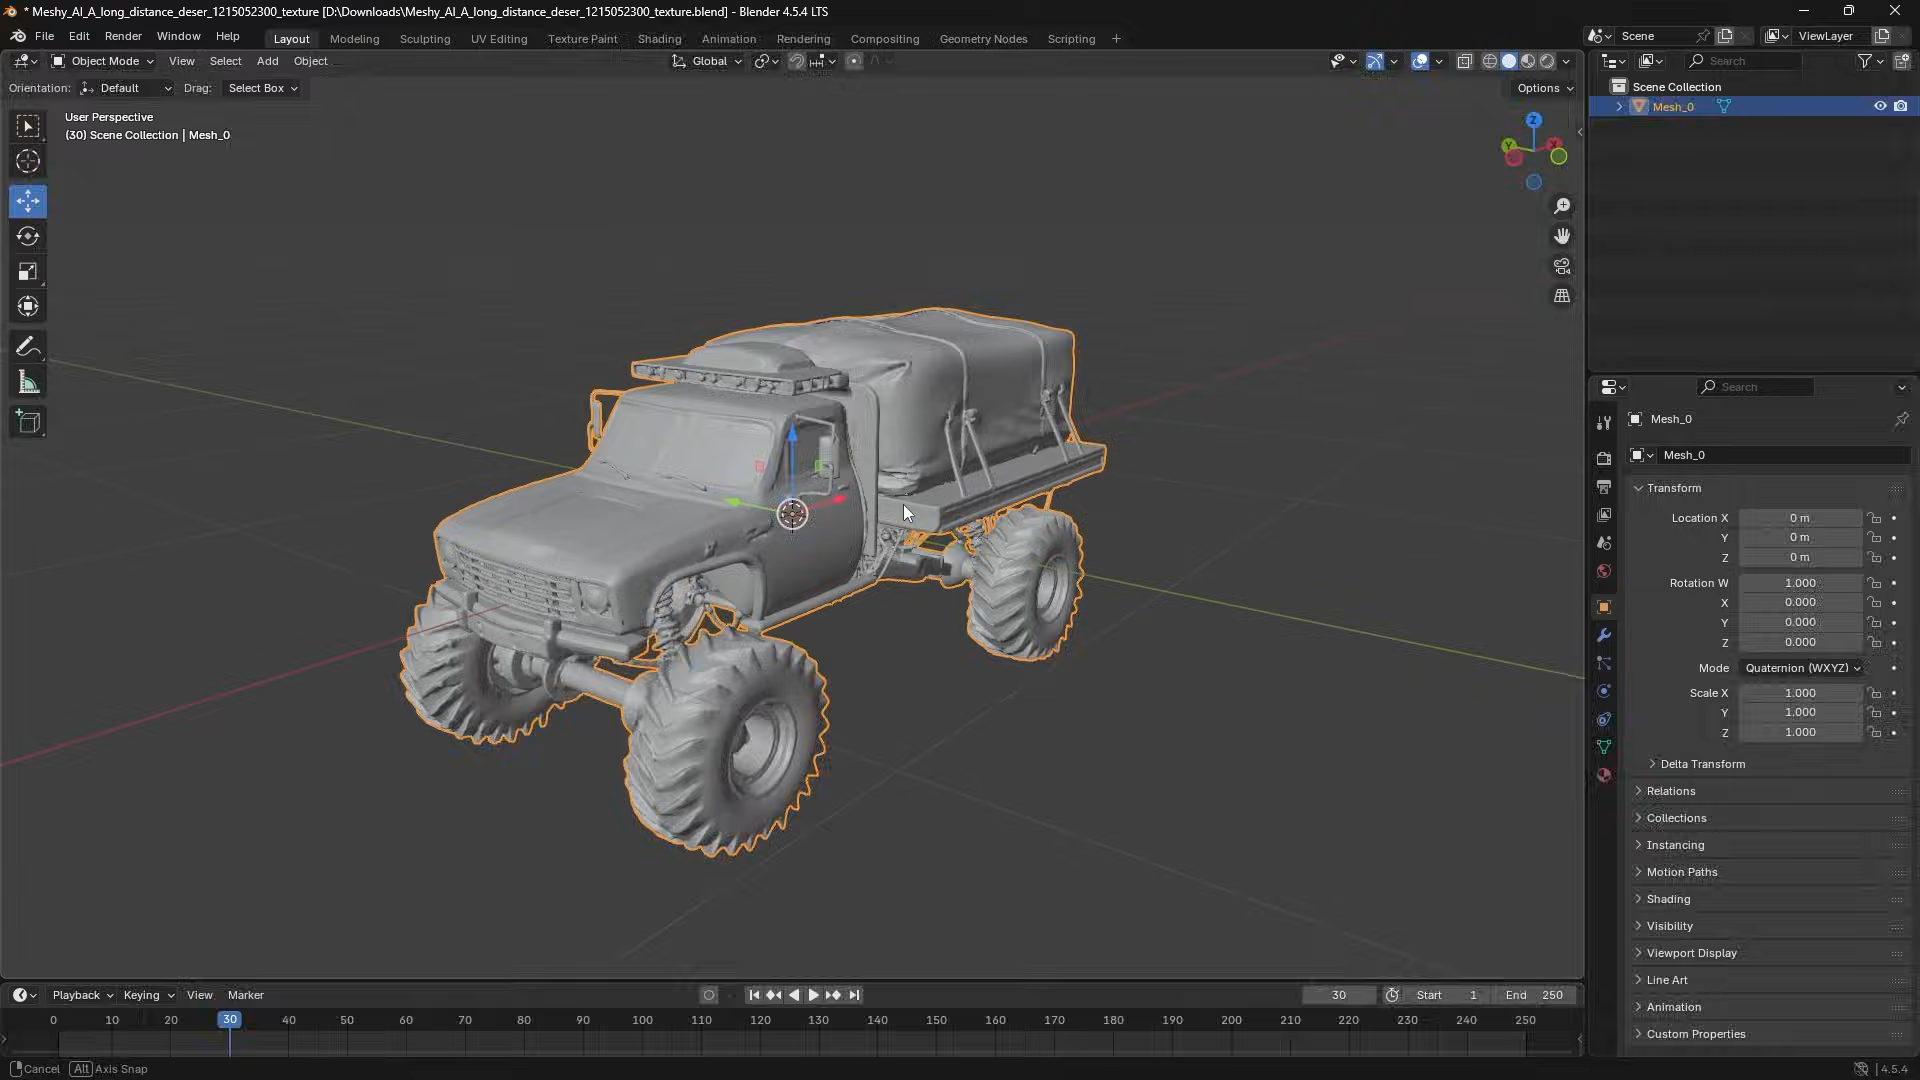 * Meshy_AI_A_long_distance_deser_1215052300_texture [D:\Downloads\Meshy_AI_A_long_distance_deser_1215052300_texture.blend] - Blender 4.5.4 LTS
File Edit Render Window Help Layout Modeling Sculpting UV Editing Texture Paint Shading Animation Rendering Compositing Geometry Nodes Scripting + Scene ViewLayer
Object Mode View Select Add Object Global Search
Orientation: Default Drag: Select Box Options
Scene Collection
Mesh_0
User Perspective
(30) Scene Collection | Mesh_0
Z
Y
X
Search
Mesh_0
Mesh_0
Transform
Location X 0 m
Y 0 m
Z 0 m
Rotation W 1.000
X 0.000
Y 0.000
Z 0.000
Mode Quaternion (WXYZ)
Scale X 1.000
Y 1.000
Z 1.000
Delta Transform
Relations
Collections
Instancing
Motion Paths
Shading
Visibility
Viewport Display
Line Art
Animation
Custom Properties
Playback Keying View Marker 30 Start 1 End 250
0 10 20 30 40 50 60 70 80 90 100 110 120 130 140 150 160 170 180 190 200 210 220 230 240 250
Cancel Alt Axis Snap 4.5.4